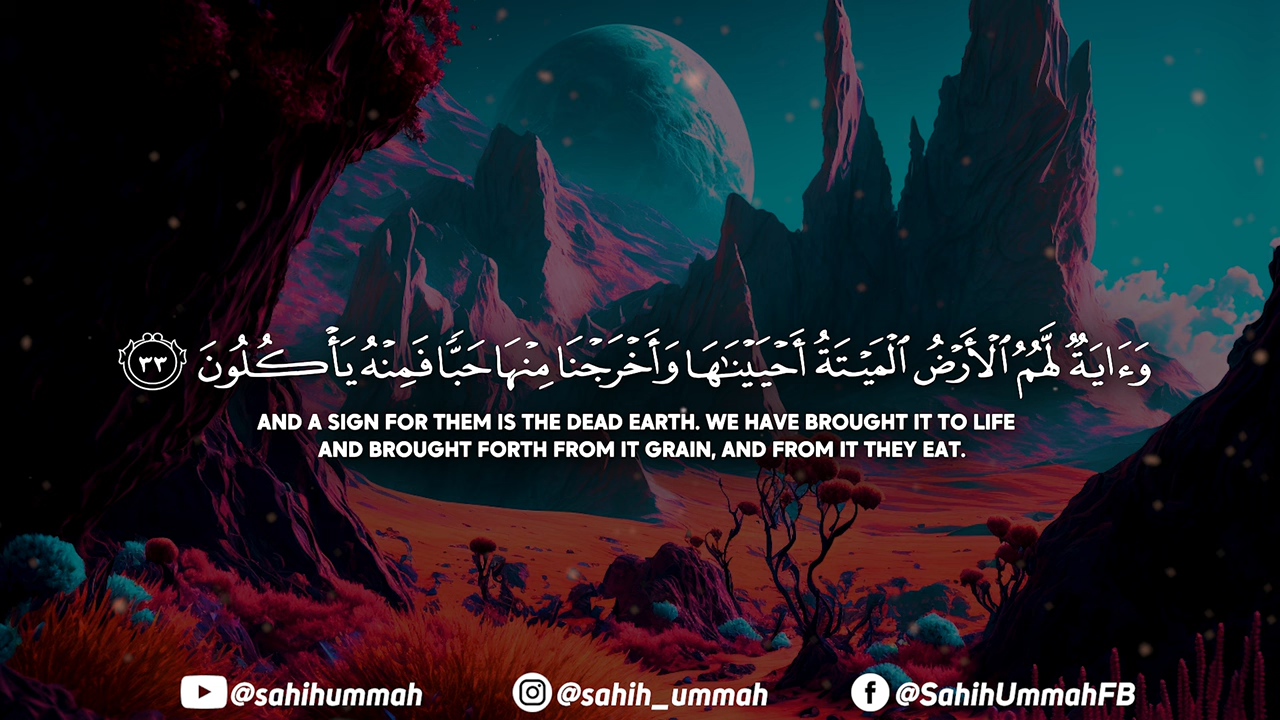 وَءَايَةٌ لَّهُمُ ٱلْأَرْضُ ٱلْمَيْتَةُ أَحْيَيْنَـٰهَا وَأَخْرَجْنَا مِنْهَا حَبًّا فَمِنْهُ يَأْكُلُونَ ٣٣
AND A SIGN FOR THEM IS THE DEAD EARTH. WE HAVE BROUGHT IT TO LIFE
AND BROUGHT FORTH FROM IT GRAIN, AND FROM IT THEY EAT.
@sahihummah @sahih_ummah @SahihUmmahFB